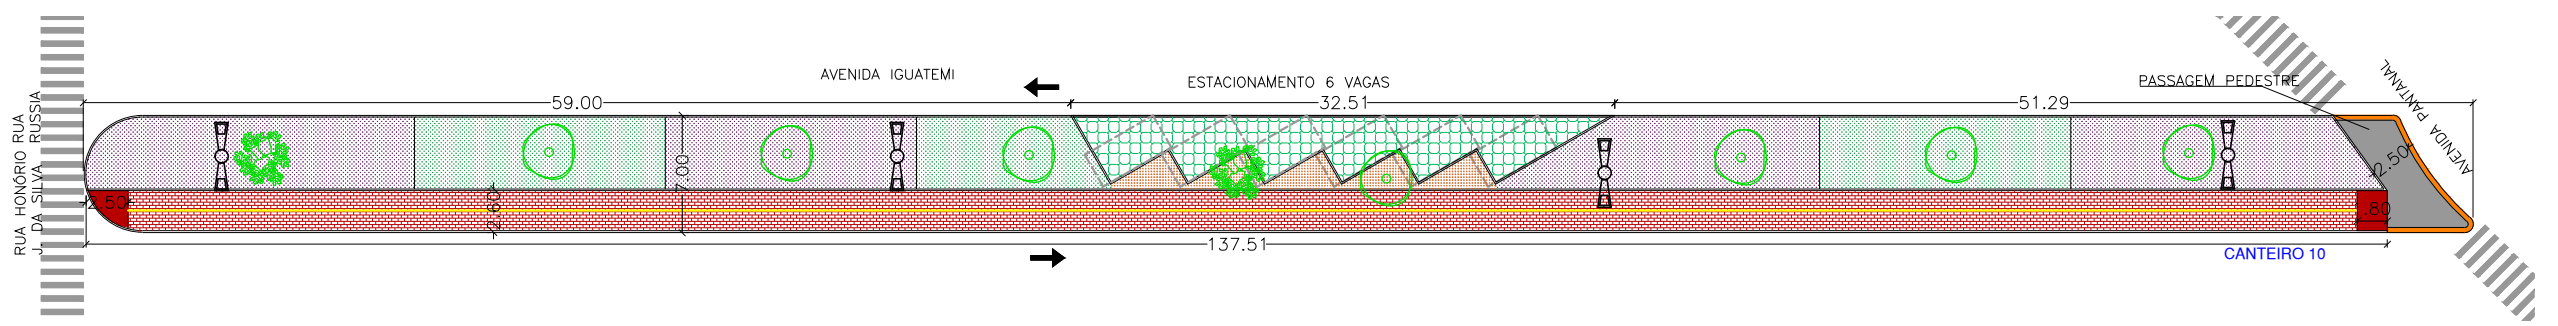 AVENIDA IGUATEMI
ESTACIONAMENTO 6 VAGAS
PASSAGEM PEDESTRE
AVENIDA PANTANAL
AVENIDA
59.00
32.51
51.29
RUA HONÓRIO RUA
J. DA SILVA RUSSIA
2.50
2.60
7.00
2.50
.80
137.51
CANTEIRO 10